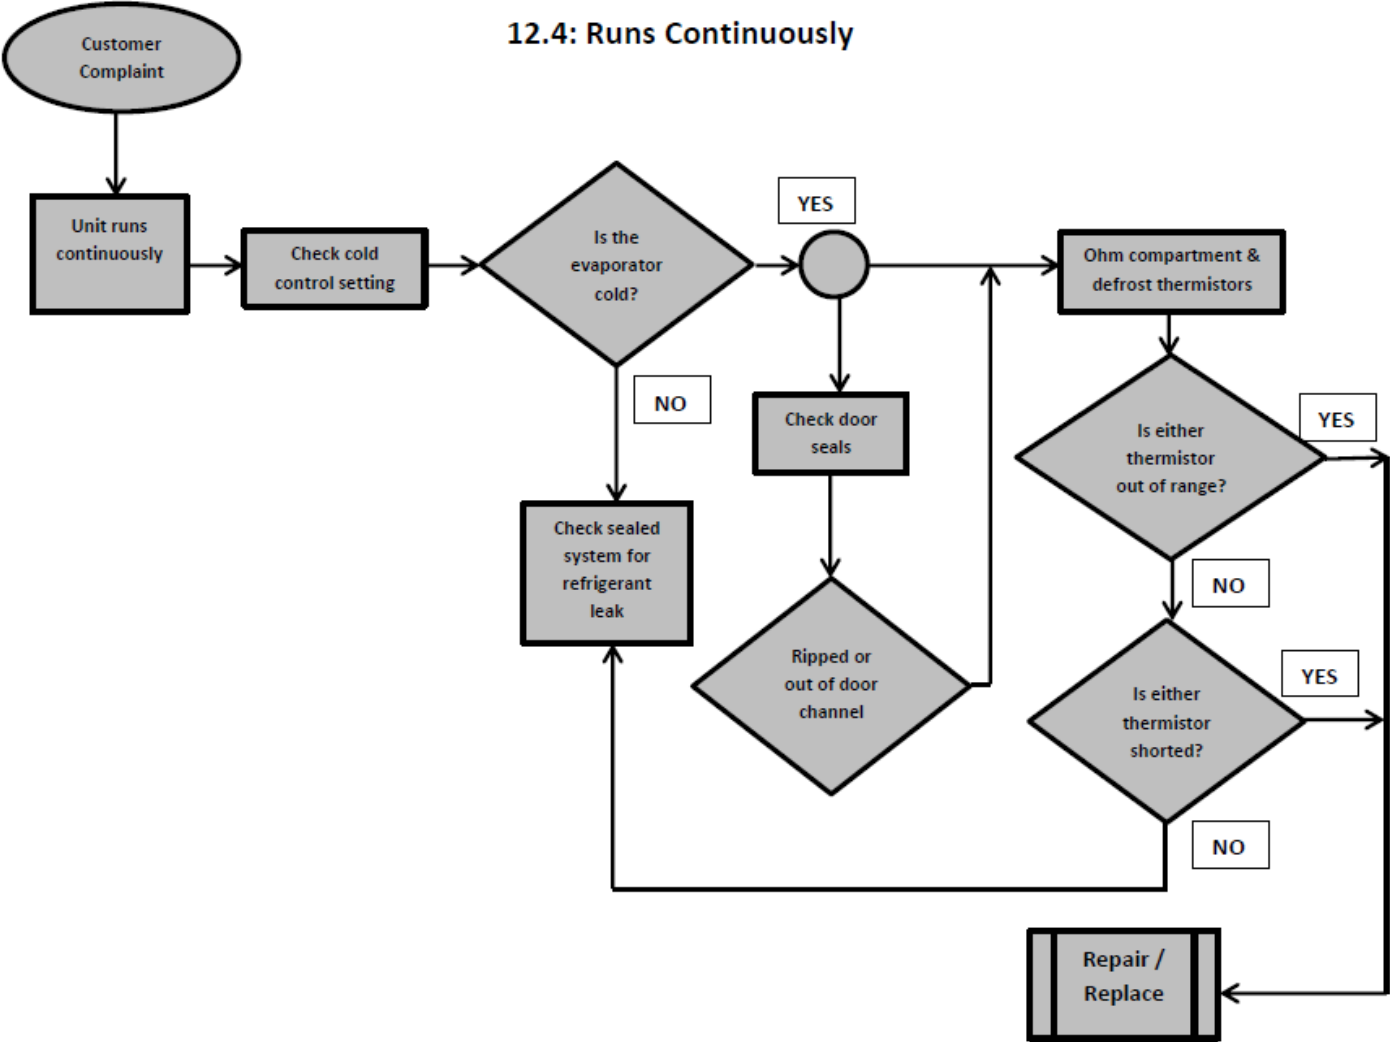 12.4: Runs Continuously
Customer
Complaint
Unit runs
continuously
Check cold
control setting
Is the
evaporator
cold?
YES
NO
Check sealed
system for
refrigerant
leak
Check door
seals
Ripped or
out of door
channel
Ohm compartment &
defrost thermistors
Is either
thermistor
out of range?
YES
NO
Is either
thermistor
shorted?
YES
NO
Repair /
Replace